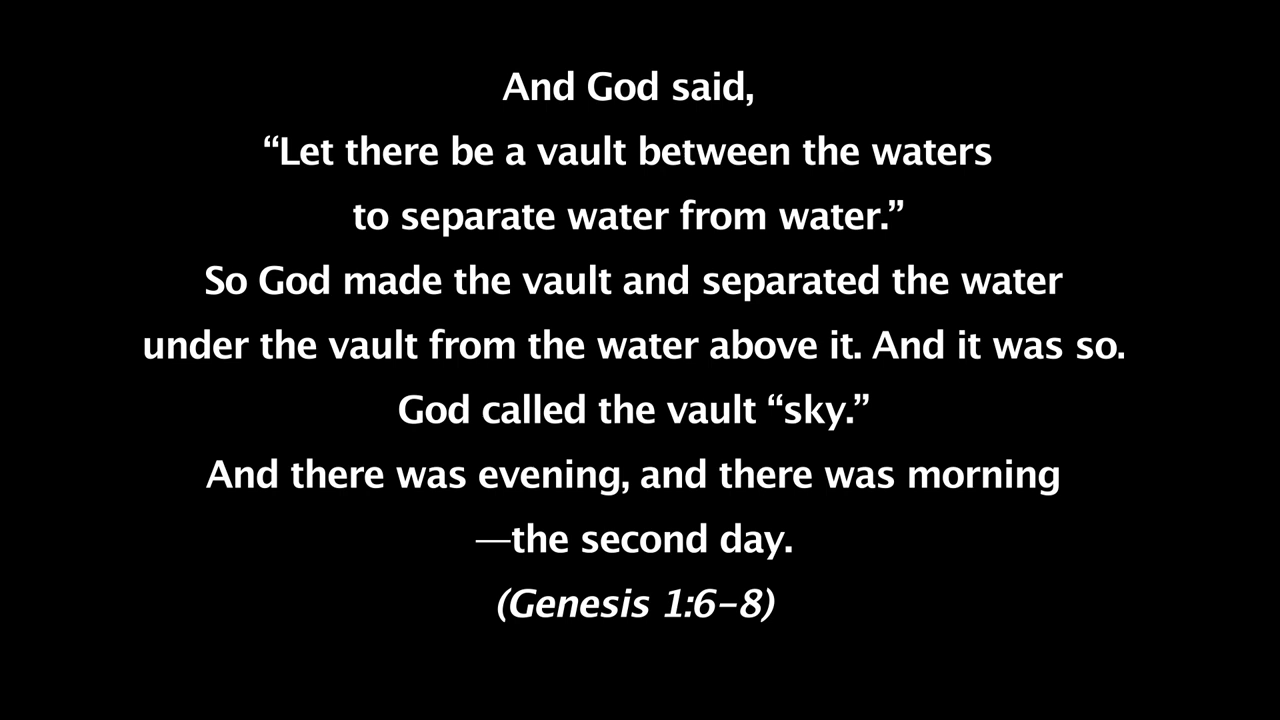 And God said,
“Let there be a vault between the waters
to separate water from water.”
So God made the vault and separated the water
under the vault from the water above it. And it was so.
God called the vault “sky.”
And there was evening, and there was morning
—the second day.
(Genesis 1:6–8)